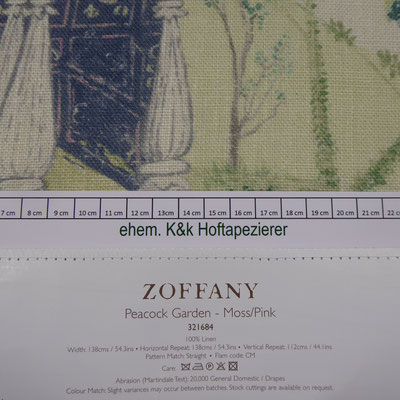 7 cm 8 cm 9 cm 10 cm 11 cm 12 cm 13cm 14 cm 15 cm 16 cm 17 cm 18 cm 19 cm 20 cm 21 cm 22 c
ehem. K&k Hoftapezierer
ZOFFANY
Peacock Garden - Moss/Pink
321684
100% Linen
Width: 138cms / 54.3ins • Horizontal Repeat: 138cms / 54.3ins • Vertical Repeat: 112cms / 44.1ins
Pattern Match: Straight • Flam code: CM
Care:
Abrasion (Martindale Test): 20,000 General Domestic / Drapes
Colour Match: Slight variances may occur between batches. Stock cuttings are available on request.